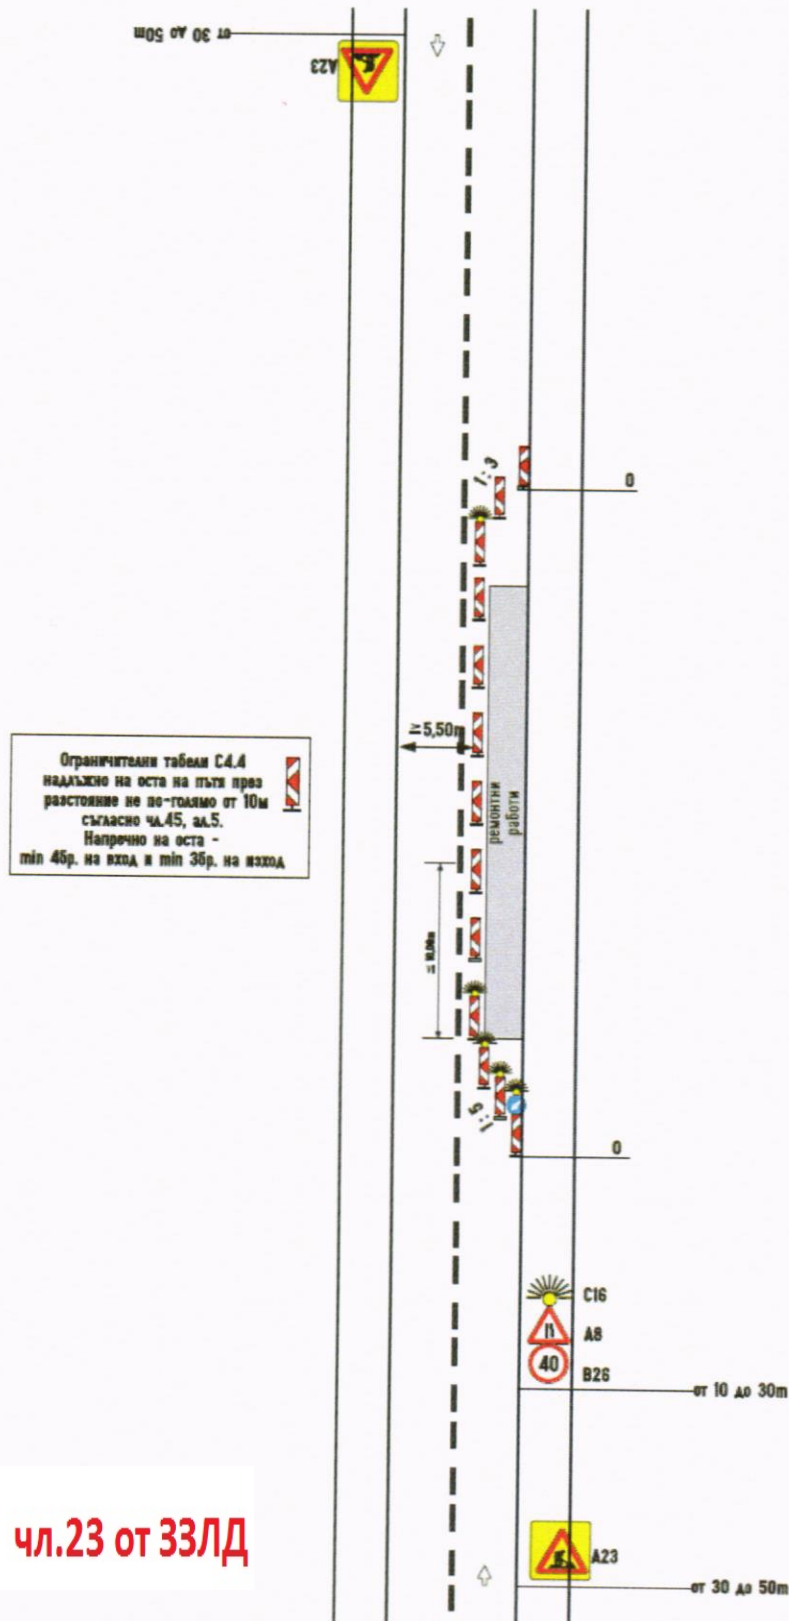 от 30 до 50m
A23
1:3
0
≥5,50m
Ограничителни табели С4.4
надлъжно на оста на пътя през
разстояние не по-голямо от 10м
съгласно чл.45, ал.5.
Напречно на оста -
min 4бр. на вход и min 3бр. на изход
ремонтни
работи
≤ 10,00m
1:5
0
C16
A8
40
B26
от 10 до 30m
чл.23 от ЗЗЛД
A23
от 30 до 50m